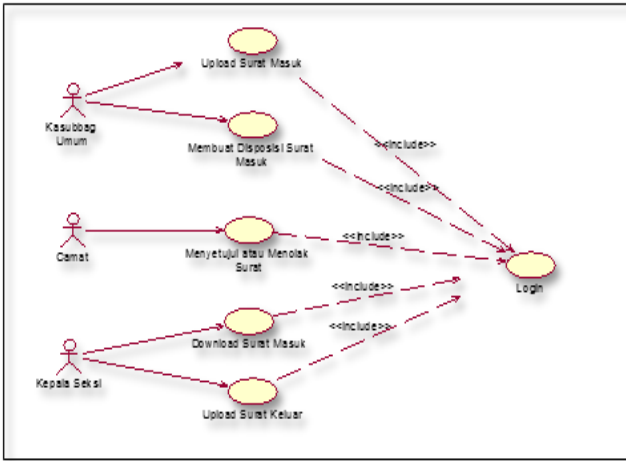 Upload Surat Masuk
Kasubbag
Umum
<<include>>
Membuat Disposisi Surat
Masuk
<<include>>
<<include>>
Camat
Menyetujui atau Menolak
Surat
Login
<<include>>
Download Surat Masuk
<<include>>
Kepala Seksi
Upload Surat Keluar